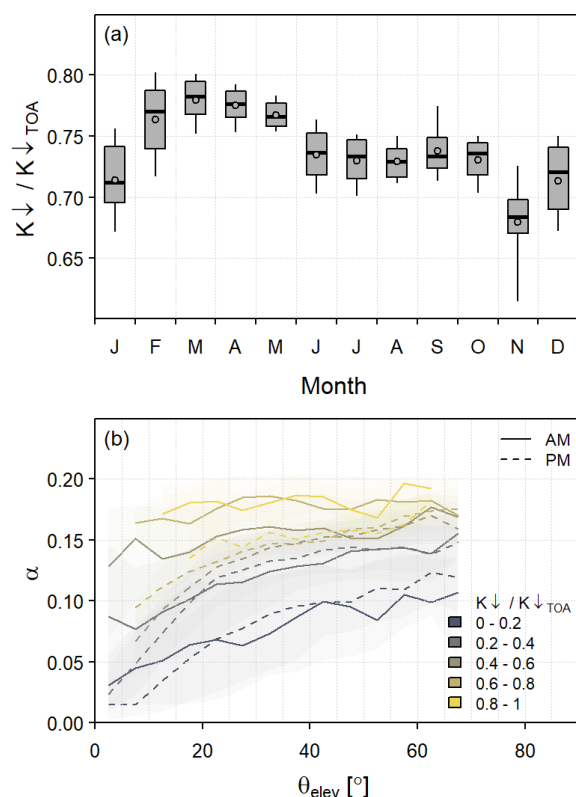 (a)
K↓ / K↓TOA
0.80
0.75
0.70
0.65
J F M A M J J A S O N D
Month
(b)
AM
PM
α
0.20
0.15
0.10
0.05
0.00
K↓ / K↓TOA
0 - 0.2
0.2 - 0.4
0.4 - 0.6
0.6 - 0.8
0.8 - 1
0 20 40 60 80
θelev [°]